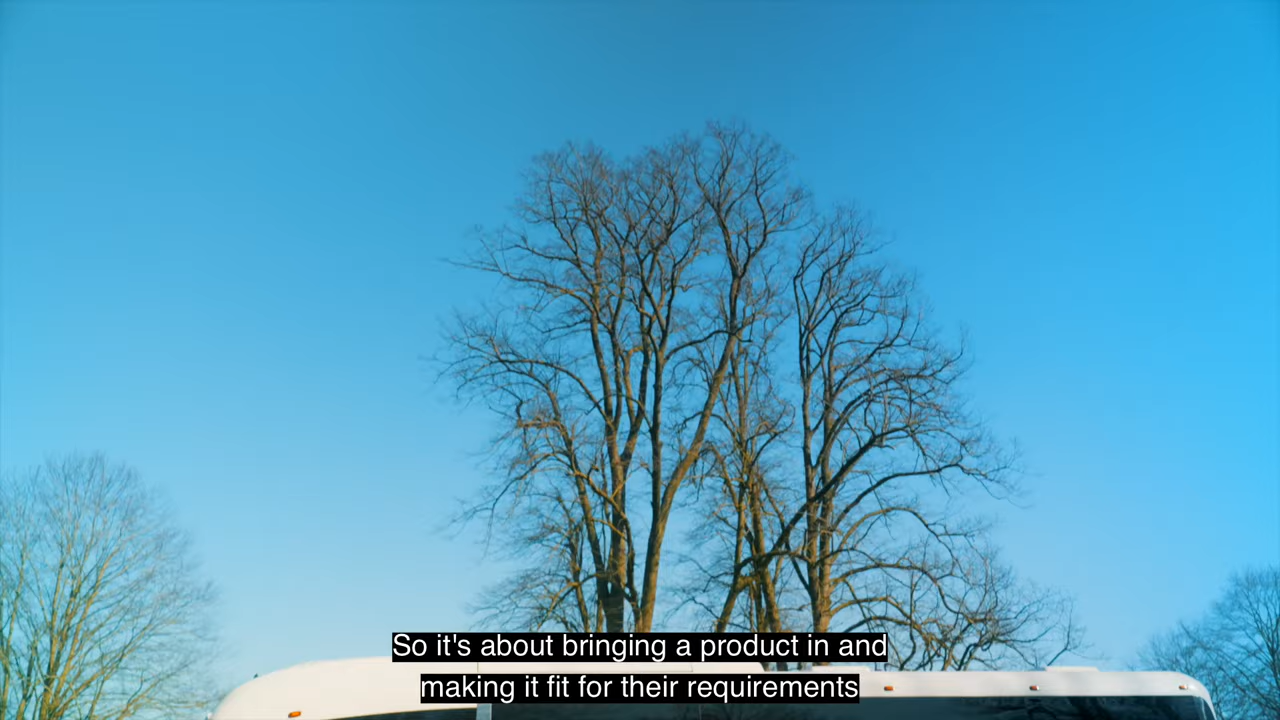 So it's about bringing a product in and
making it fit for their requirements